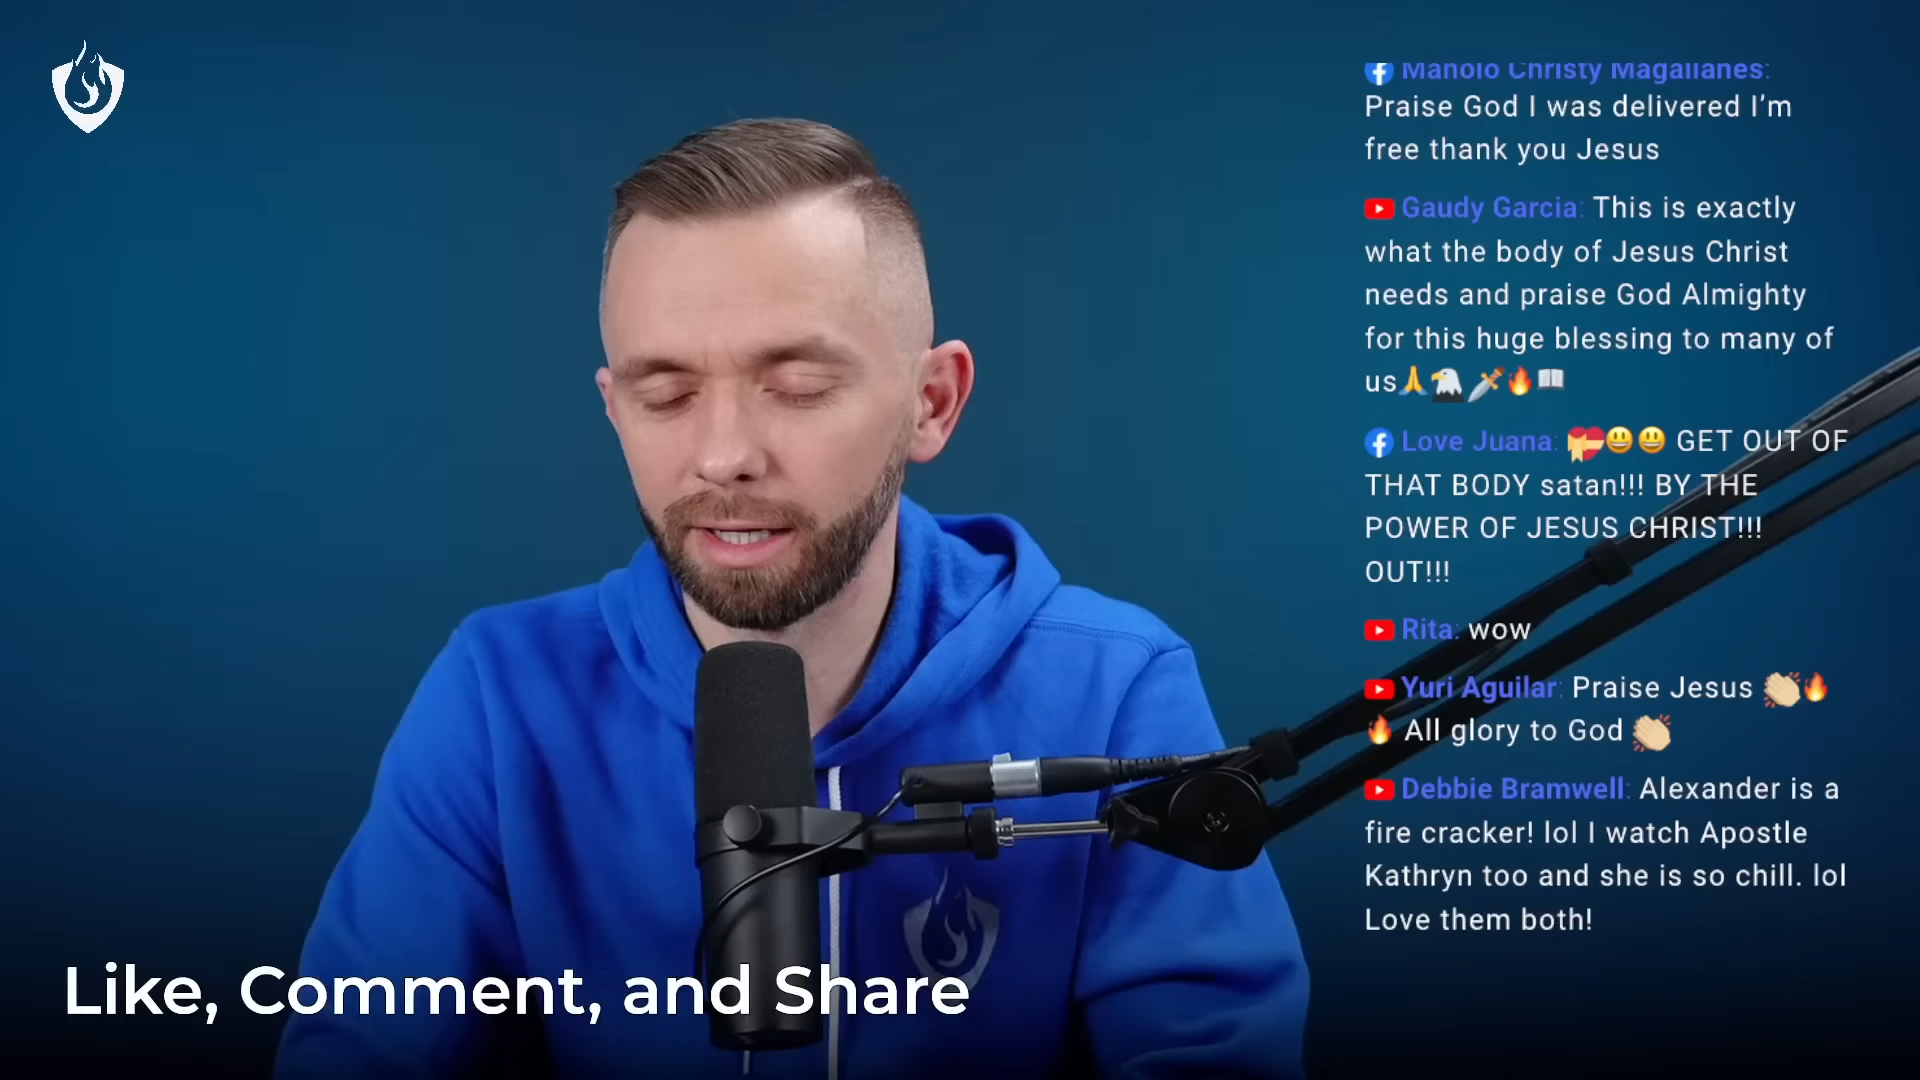 Manolo Christy Magallanes:
Praise God I was delivered I’m
free thank you Jesus
Gaudy Garcia: This is exactly
what the body of Jesus Christ
needs and praise God Almighty
for this huge blessing to many of
us🙏🦅🗡️🔥📖
Love Juana: 💝😃😃 GET OUT OF
THAT BODY satan!!! BY THE
POWER OF JESUS CHRIST!!!
OUT!!!
Rita: wow
Yuri Aguilar: Praise Jesus 👏🏼🔥
🔥 All glory to God 👏🏼
Debbie Bramwell: Alexander is a
fire cracker! lol I watch Apostle
Kathryn too and she is so chill. lol
Love them both!
Like, Comment, and Share